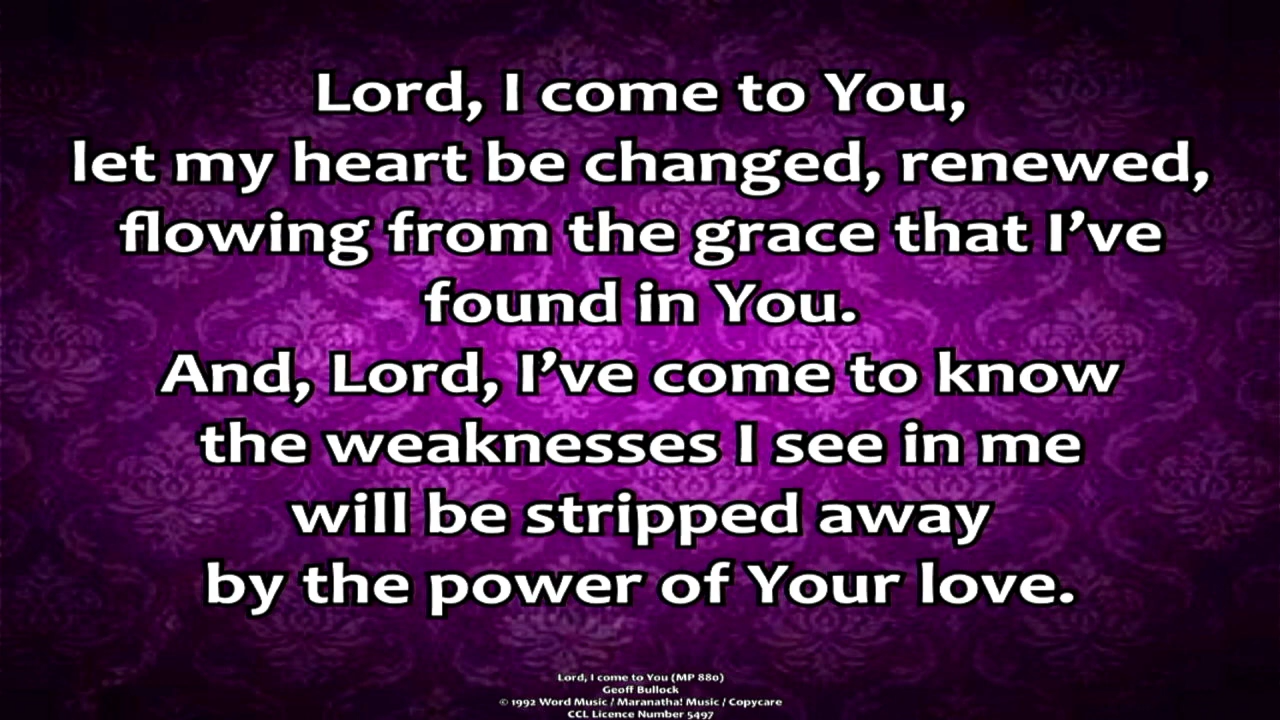 Lord, I come to You,
let my heart be changed, renewed,
flowing from the grace that I’ve
found in You.
And, Lord, I’ve come to know
the weaknesses I see in me
will be stripped away
by the power of Your love.
Lord, I come to You (MP 880)
Geoff Bullock
© 1992 Word Music / Maranatha! Music / Copycare
CCL Licence Number 5497